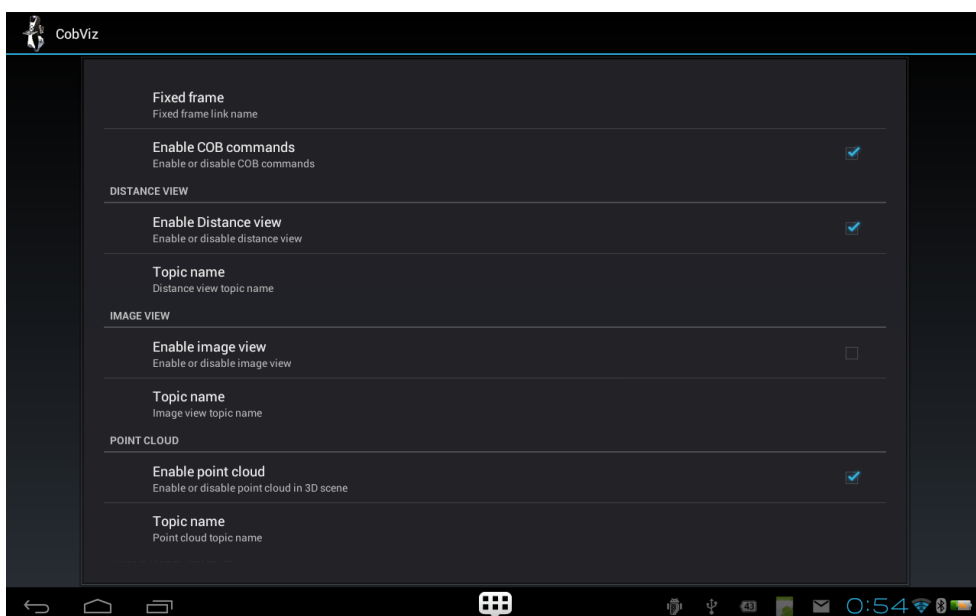 CobViz
Fixed frame
Fixed frame link name
Enable COB commands
Enable or disable COB commands
DISTANCE VIEW
Enable Distance view
Enable or disable distance view
Topic name
Distance view topic name
IMAGE VIEW
Enable image view
Enable or disable image view
Topic name
Image view topic name
POINT CLOUD
Enable point cloud
Enable or disable point cloud in 3D scene
Topic name
Point cloud topic name
43
0:54